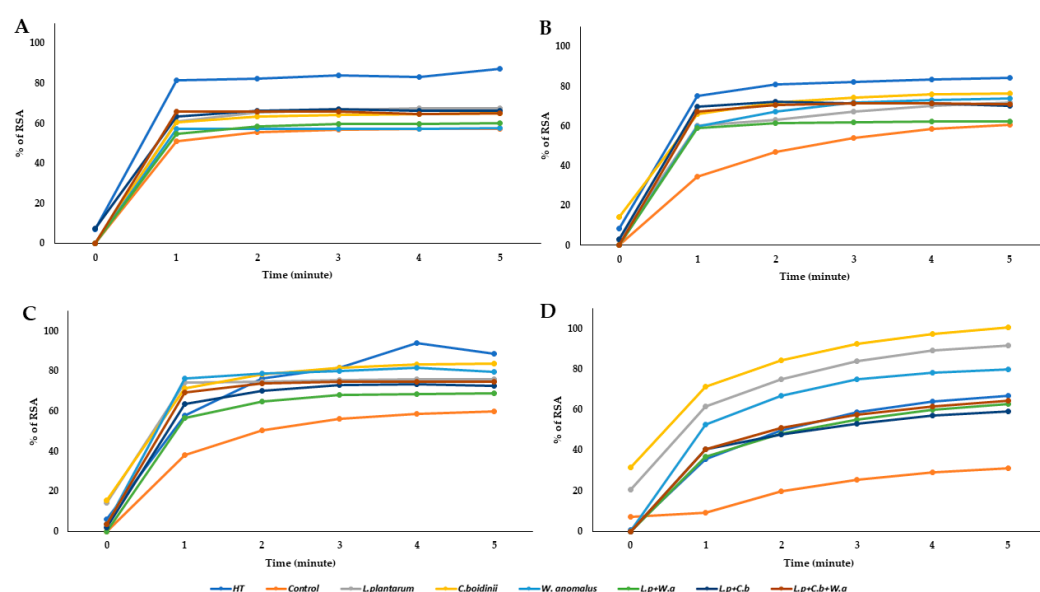 A
% of RSA
100
80
60
40
20
0
0 1 2 3 4 5
Time (minute)
B
% of RSA
100
80
60
40
20
0
0 1 2 3 4 5
Time (minute)
C
% of RSA
100
80
60
40
20
0
0 1 2 3 4 5
Time (minute)
D
% of RSA
100
80
60
40
20
0
0 1 2 3 4 5
Time (minute)
HT Control L.plantarum C.boidinii W. anomalus L.p+W.a L.p+C.b L.p+C.b+W.a